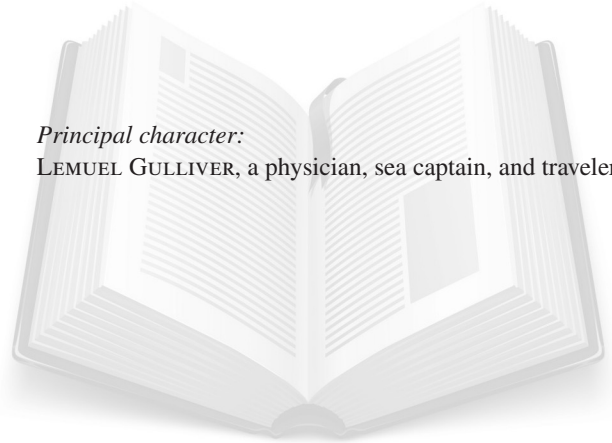 Principal character:
LEMUEL GULLIVER, a physician, sea captain, and traveler